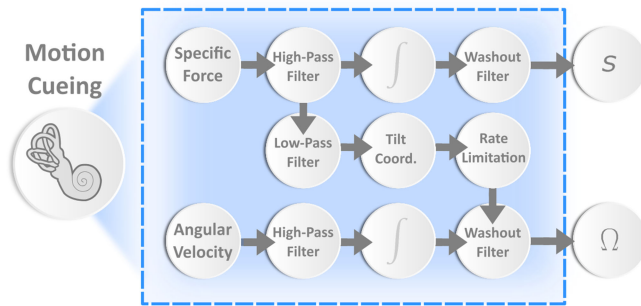 Motion
Cueing
Specific
Force
High-Pass
Filter
∫
Washout
Filter
S
Low-Pass
Filter
Tilt
Coord.
Rate
Limitation
Angular
Velocity
High-Pass
Filter
∫
Washout
Filter
Ω